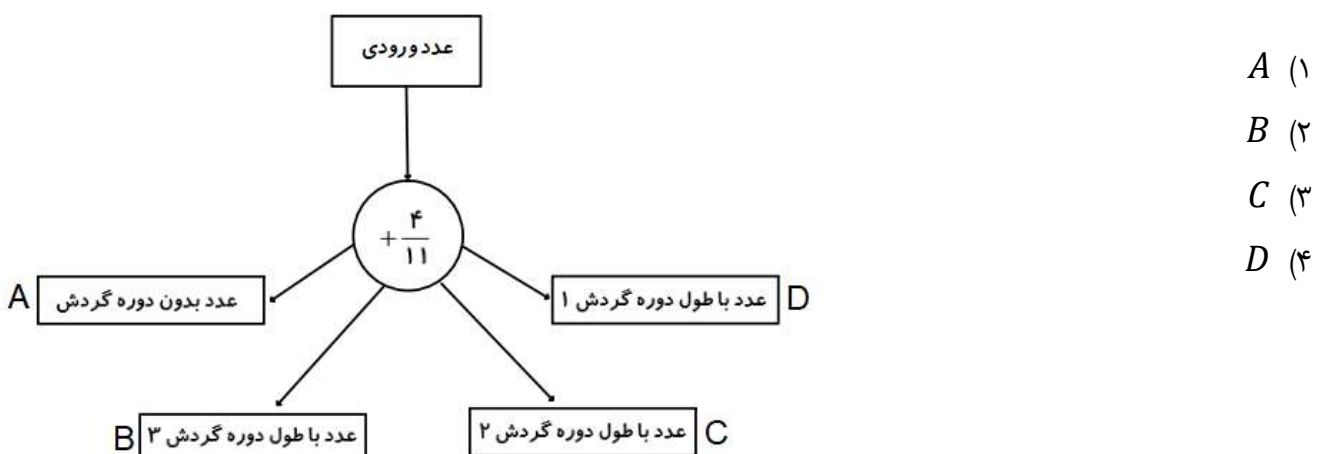 عدد ورودی
+۴/۱۱
A عدد بدون دوره گردش
عدد با طول دوره گردش ۱ D
B عدد با طول دوره گردش ۳
عدد با طول دوره گردش ۲ C
۱) A
۲) B
۳) C
۴) D